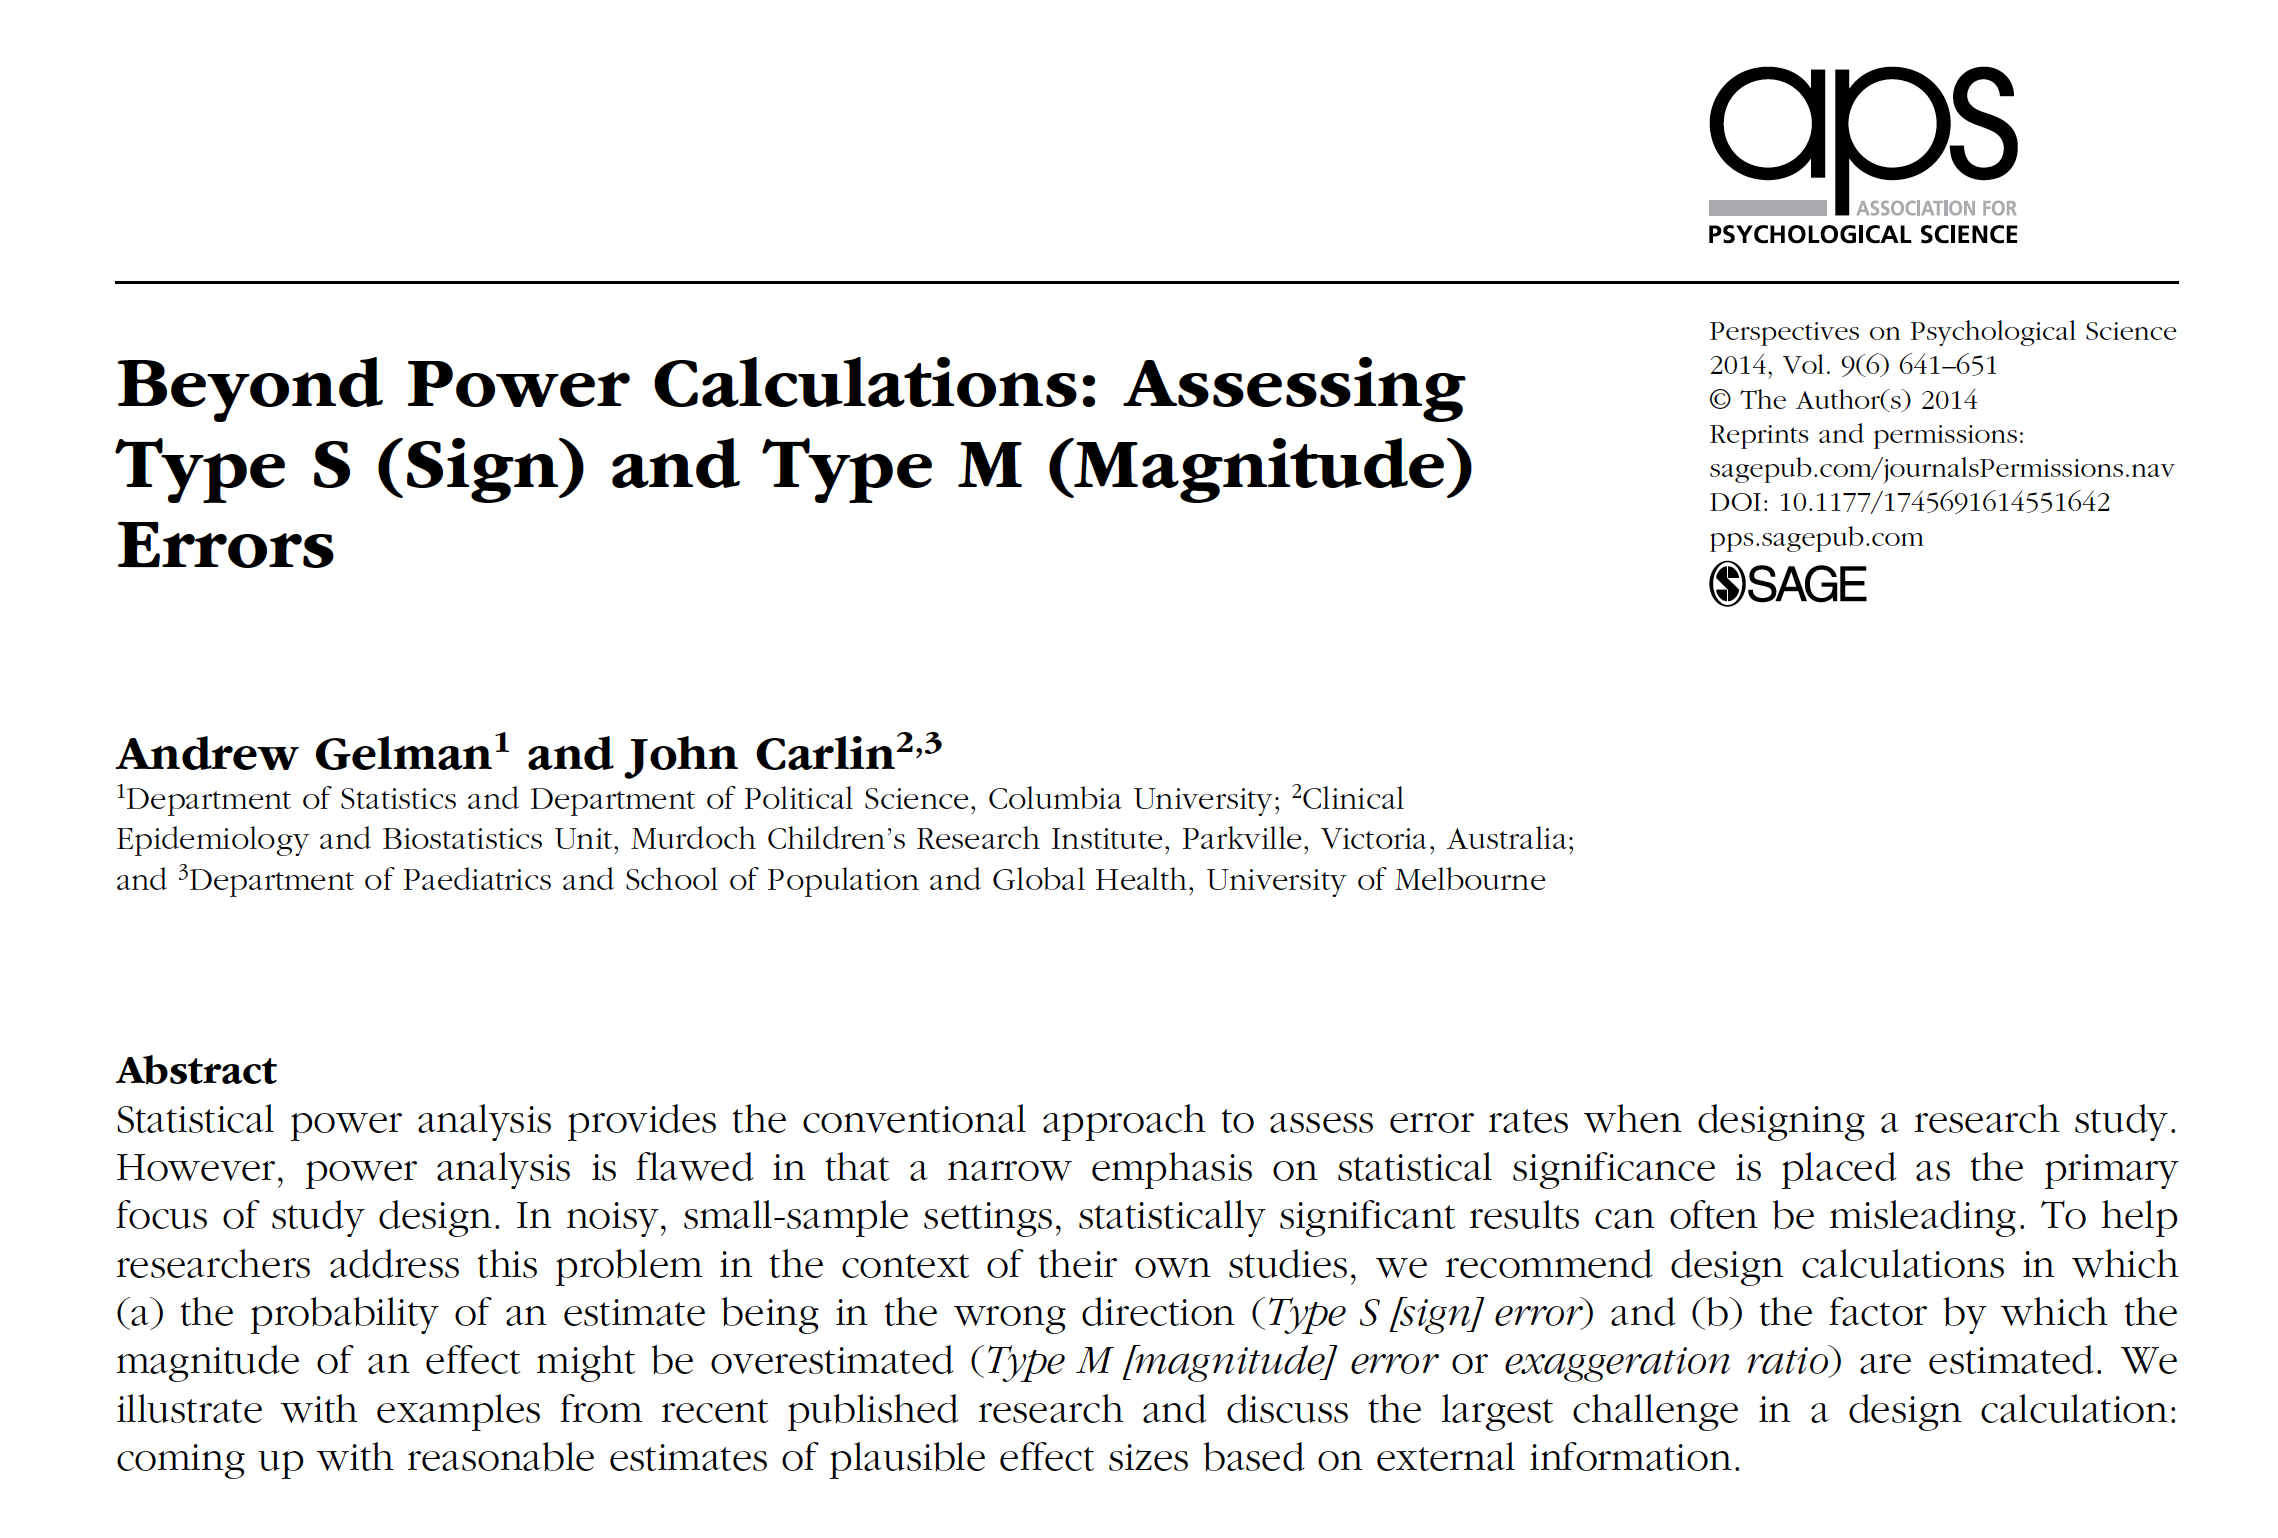 aps
ASSOCIATION FOR
PSYCHOLOGICAL SCIENCE
Perspectives on Psychological Science
2014, Vol. 9(6) 641–651
© The Author(s) 2014
Reprints and permissions:
sagepub.com/journalsPermissions.nav
DOI: 10.1177/1745691614551642
pps.sagepub.com
SAGE
Beyond Power Calculations: Assessing
Type S (Sign) and Type M (Magnitude)
Errors
Andrew Gelman¹ and John Carlin²,³
¹Department of Statistics and Department of Political Science, Columbia University; ²Clinical
Epidemiology and Biostatistics Unit, Murdoch Children’s Research Institute, Parkville, Victoria, Australia;
and ³Department of Paediatrics and School of Population and Global Health, University of Melbourne
Abstract
Statistical power analysis provides the conventional approach to assess error rates when designing a research study.
However, power analysis is flawed in that a narrow emphasis on statistical significance is placed as the primary
focus of study design. In noisy, small-sample settings, statistically significant results can often be misleading. To help
researchers address this problem in the context of their own studies, we recommend design calculations in which
(a) the probability of an estimate being in the wrong direction (Type S [sign] error) and (b) the factor by which the
magnitude of an effect might be overestimated (Type M [magnitude] error or exaggeration ratio) are estimated. We
illustrate with examples from recent published research and discuss the largest challenge in a design calculation:
coming up with reasonable estimates of plausible effect sizes based on external information.